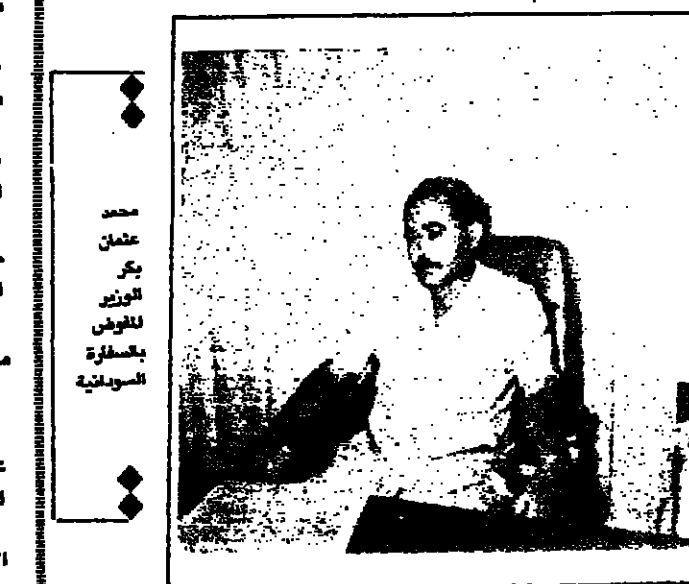 محمد
عثمان
بكر
الوزير
المفوض
بالسفارة
السودانية